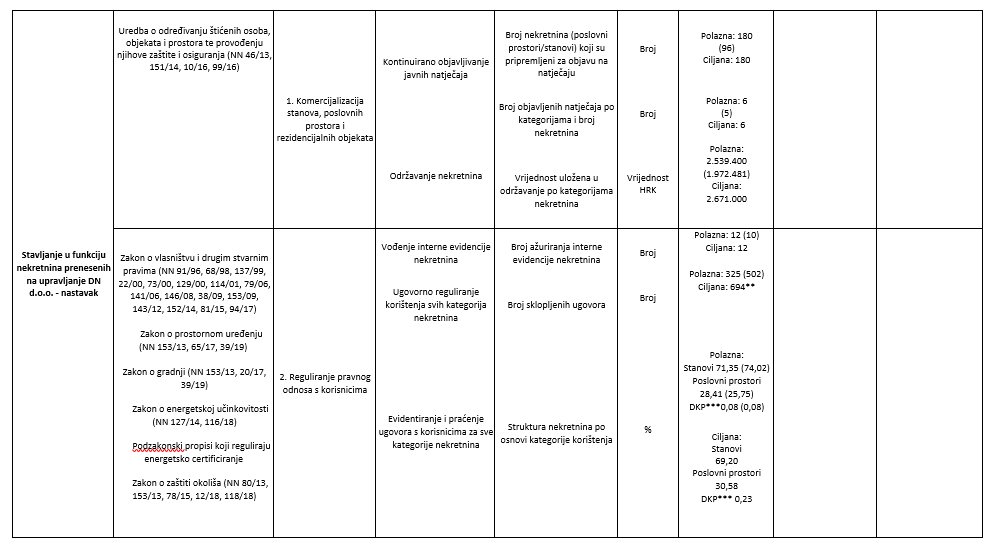 Stavljanje u funkciju
nekretnina prenesenih
na upravljanje DN
d.o.o. - nastavak
Uredba o određivanju štićenih osoba,
objekata i prostora te provođenju
njihove zaštite i osiguranja (NN 46/13,
151/14, 10/16, 99/16)
1. Komercijalizacija
stanova, poslovnih
prostora i
rezidencijalnih objekata
Kontinuirano objavljivanje
javnih natječaja
Broj nekretnina (poslovni
prostori/stanovi) koji su
pripremljeni za objavu na
natječaju
Broj
Polazna: 180
(96)
Ciljana: 180
Broj objavljenih natječaja po
kategorijama i broj
nekretnina
Broj
Polazna: 6
(5)
Ciljana: 6
Održavanje nekretnina
Vrijednost uložena u
održavanje po kategorijama
nekretnina
Vrijednost
HRK
Polazna:
2.539.400
(1.972.481)
Ciljana:
2.671.000
Zakon o vlasništvu i drugim stvarnim
pravima (NN 91/96, 68/98, 137/99,
22/00, 73/00, 129/00, 114/01, 79/06,
141/06, 146/08, 38/09, 153/09,
143/12, 152/14, 81/15, 94/17)
Zakon o prostornom uređenju
(NN 153/13, 65/17, 39/19)
Zakon o gradnji (NN 153/13, 20/17,
39/19)
Zakon o energetskoj učinkovitosti
(NN 127/14, 116/18)
Podzakonski propisi koji reguliraju
energetsko certificiranje
Zakon o zaštiti okoliša (NN 80/13,
153/13, 78/15, 12/18, 118/18)
2. Reguliranje pravnog
odnosa s korisnicima
Vođenje interne evidencije
nekretnina
Broj ažuriranja interne
evidencije nekretnina
Broj
Polazna: 12 (10)
Ciljana: 12
Ugovorno reguliranje
korištenja svih kategorija
nekretnina
Broj sklopljenih ugovora
Broj
Polazna: 325 (502)
Ciljana: 694**
Evidentiranje i praćenje
ugovora s korisnicima za sve
kategorije nekretnina
Struktura nekretnina po
osnovi kategorije korištenja
%
Polazna:
Stanovi 71,35 (74,02)
Poslovni prostori
28,41 (25,75)
DKP***0,08 (0,08)
Ciljana:
Stanovi
69,20
Poslovni prostori
30,58
DKP*** 0,23